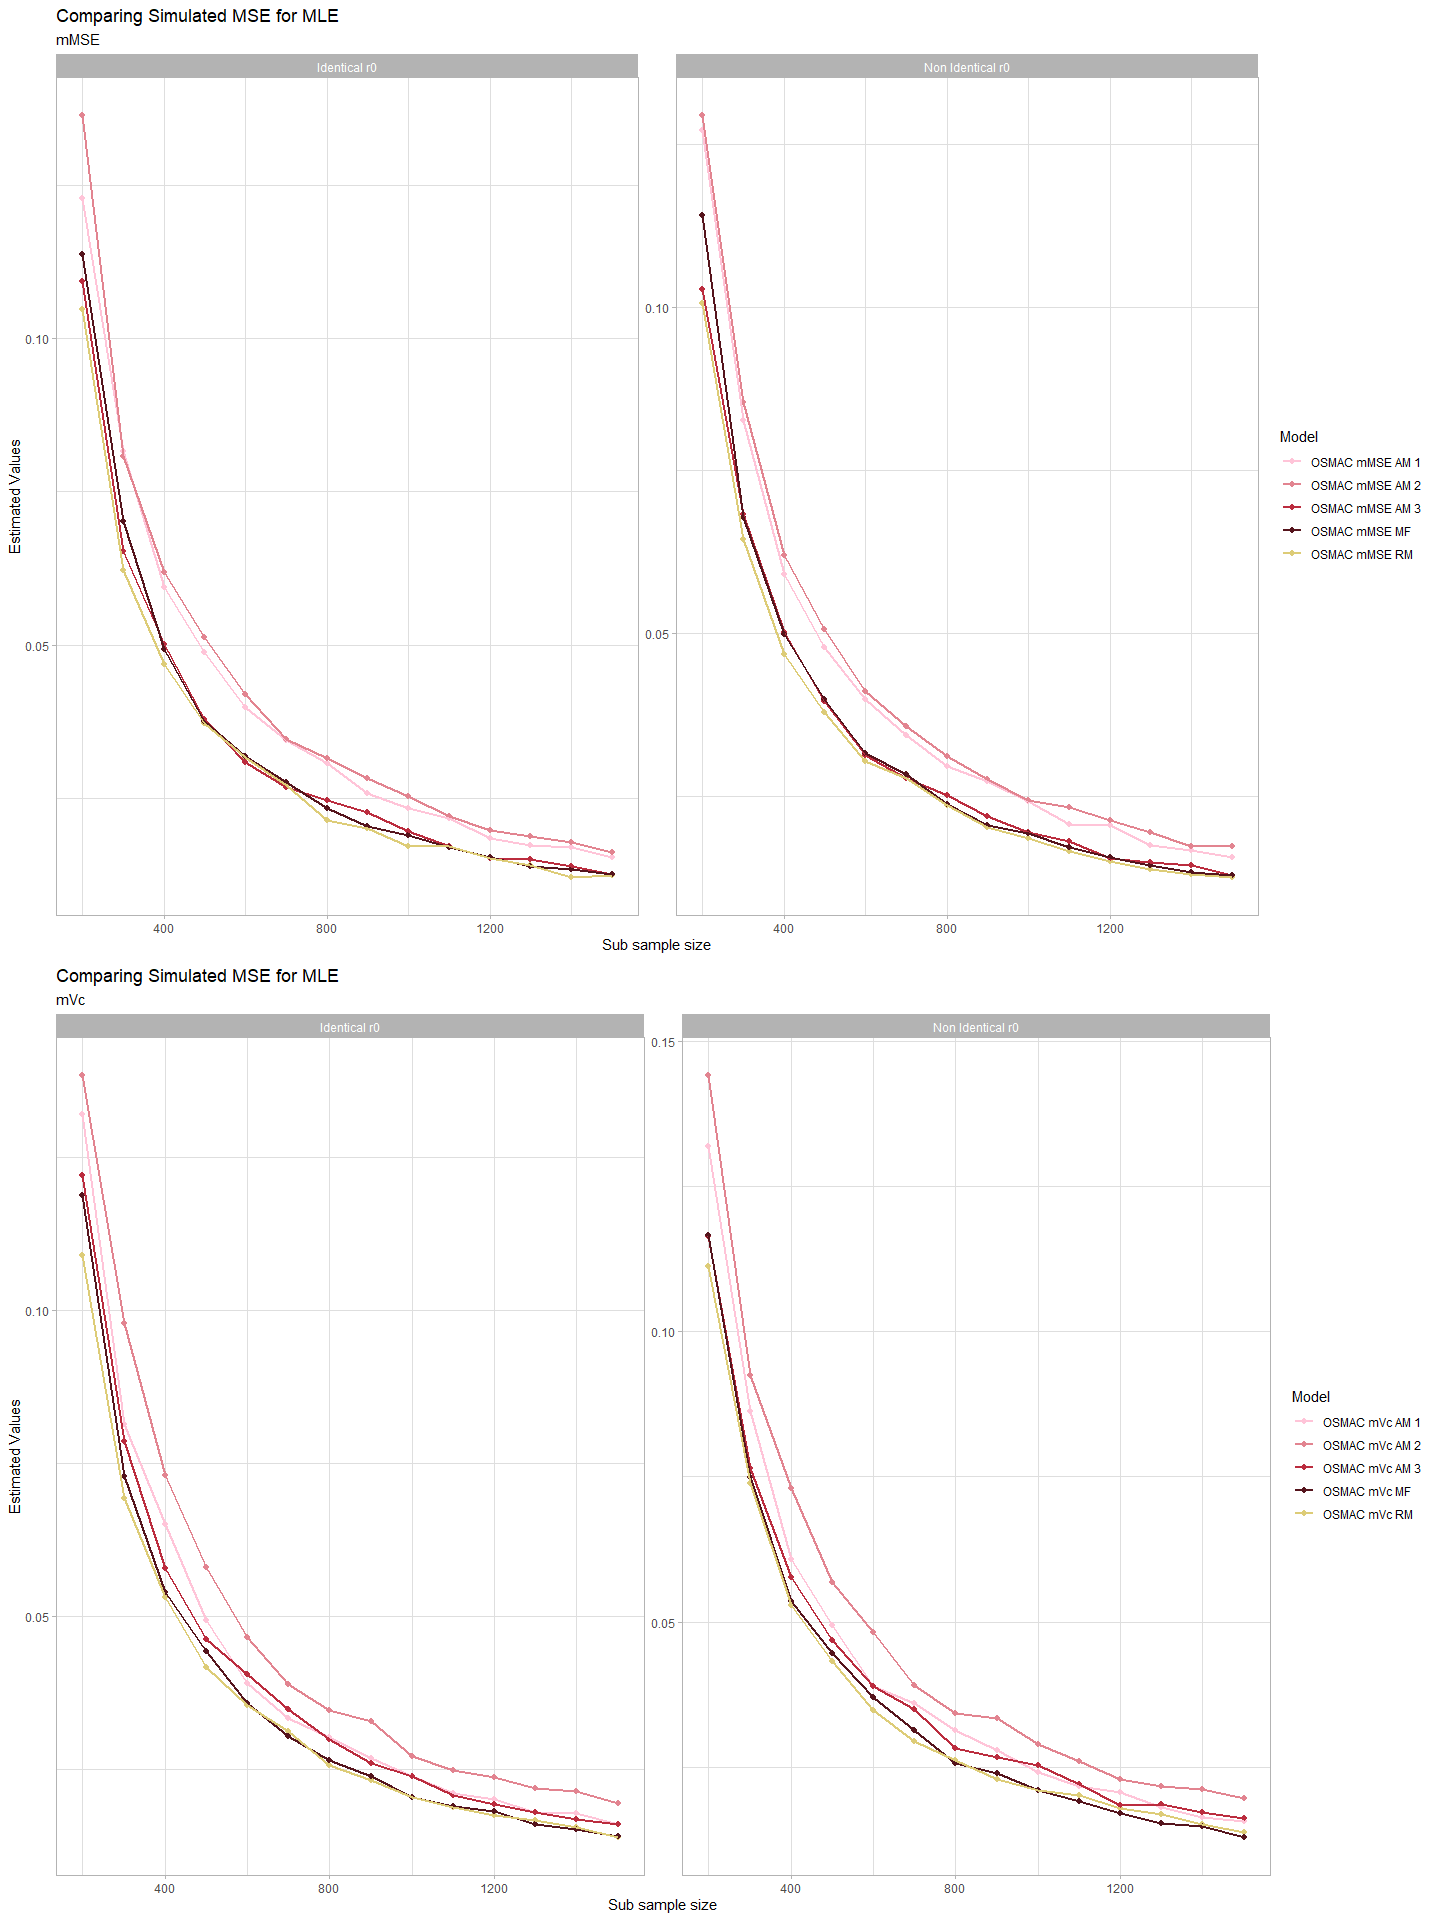 Comparing Simulated MSE for MLE
mMSE
Identical r0
Non Identical r0
Estimated Values
0.10
0.05
0.10
0.05
400
800
1200
400
800
1200
Sub sample size
Model
OSMAC mMSE AM 1
OSMAC mMSE AM 2
OSMAC mMSE AM 3
OSMAC mMSE MF
OSMAC mMSE RM
Comparing Simulated MSE for MLE
mVc
Identical r0
Non Identical r0
Estimated Values
0.10
0.05
0.15
0.10
0.05
400
800
1200
400
800
1200
Sub sample size
Model
OSMAC mVc AM 1
OSMAC mVc AM 2
OSMAC mVc AM 3
OSMAC mVc MF
OSMAC mVc RM